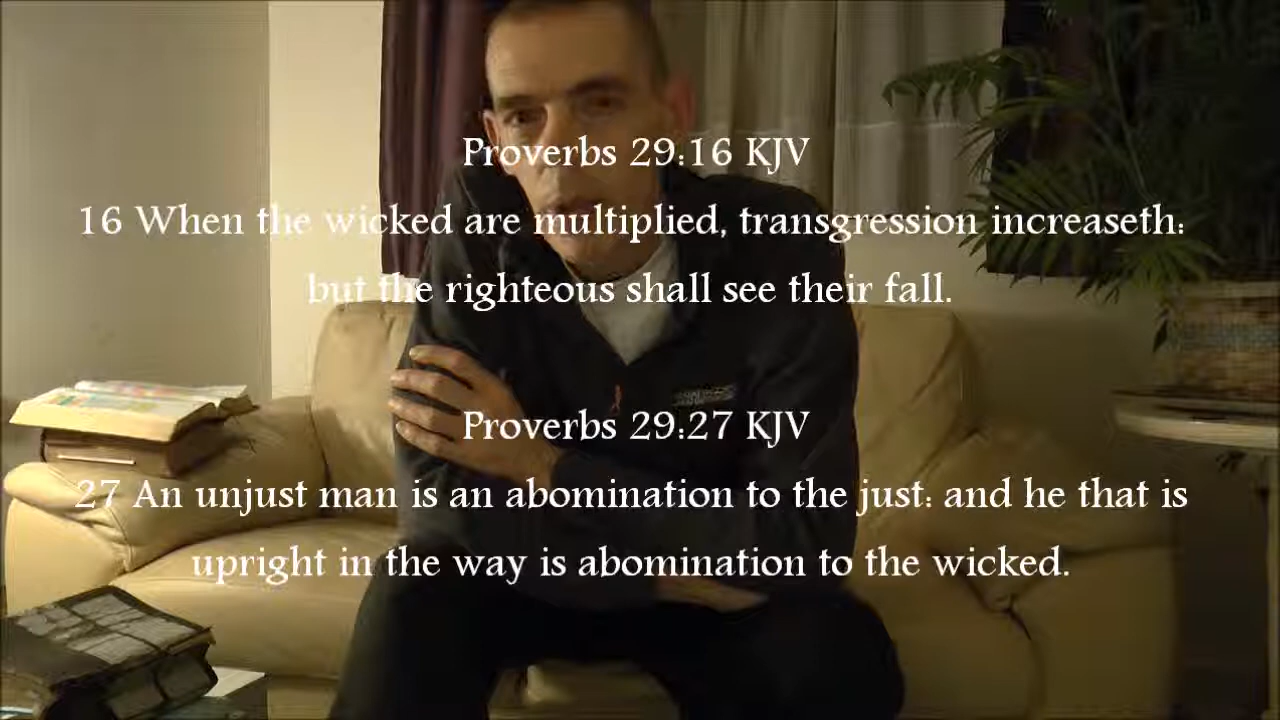 Proverbs 29:16 KJV
16 When the wicked are multiplied, transgression increaseth:
but the righteous shall see their fall.
Proverbs 29:27 KJV
27 An unjust man is an abomination to the just: and he that is
upright in the way is abomination to the wicked.